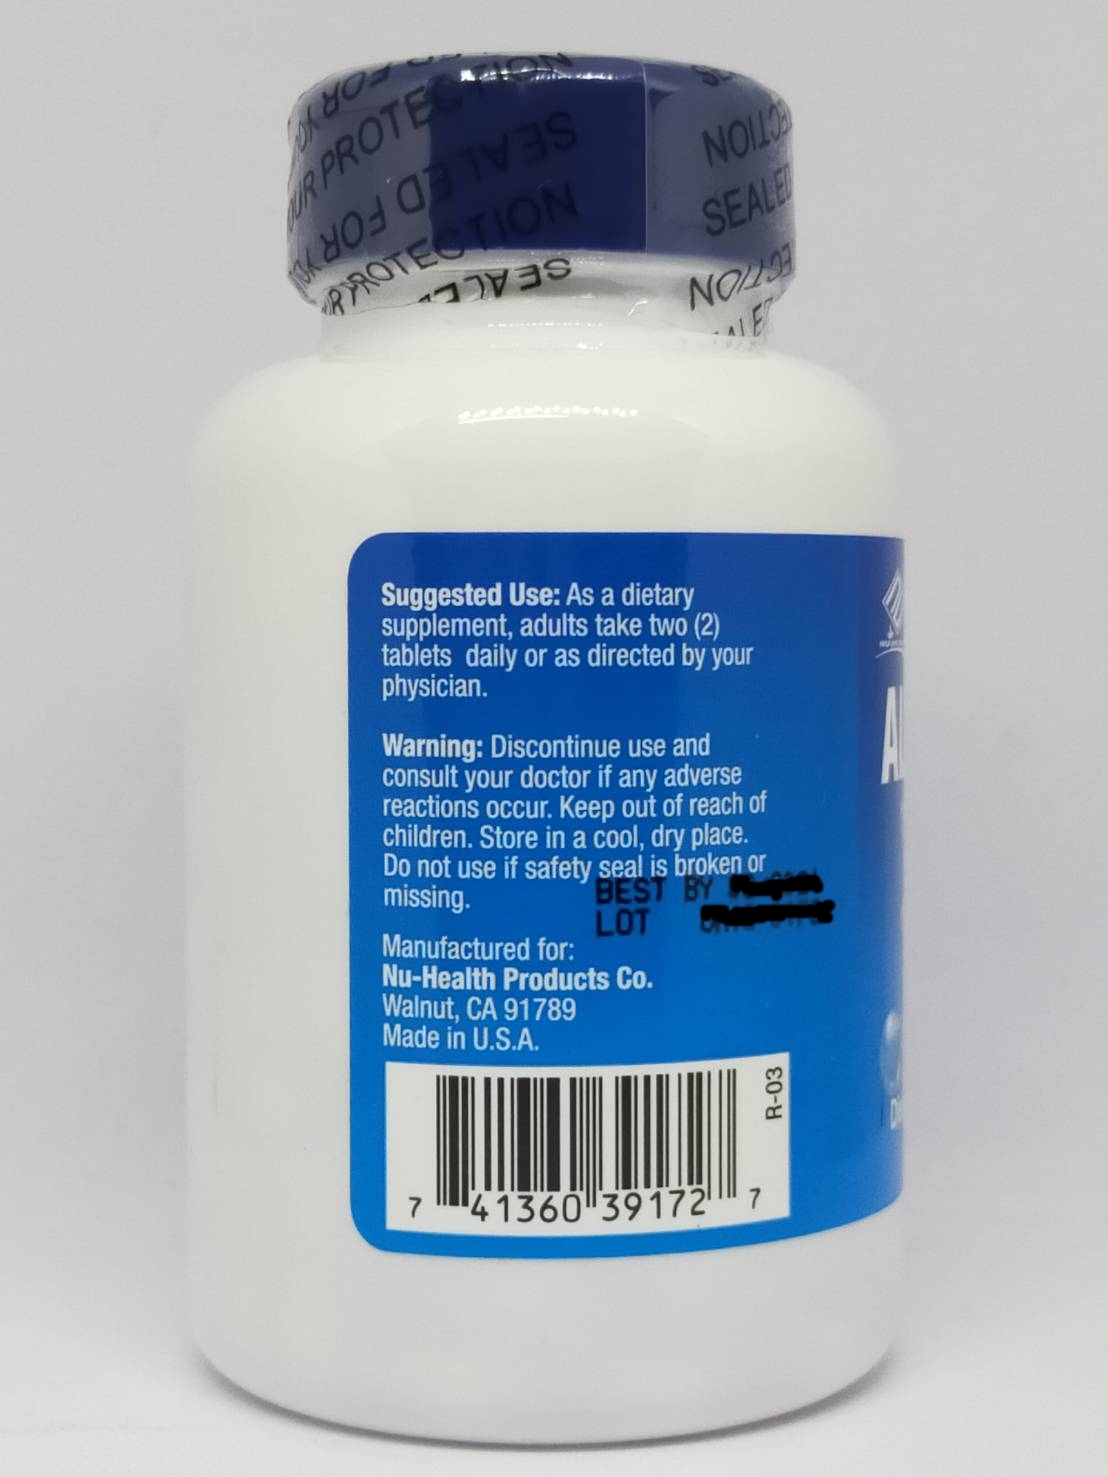 YOUR PROTECTION
SEALED FOR YOUR
PROTECTION
SEALED
Suggested Use: As a dietary
supplement, adults take two (2)
tablets daily or as directed by your
physician.
Warning: Discontinue use and
consult your doctor if any adverse
reactions occur. Keep out of reach of
children. Store in a cool, dry place.
Do not use if safety seal is broken or
missing.
BEST BY
LOT
Manufactured for:
Nu-Health Products Co.
Walnut, CA 91789
Made in U.S.A.
R-03
7 41360 39172 7